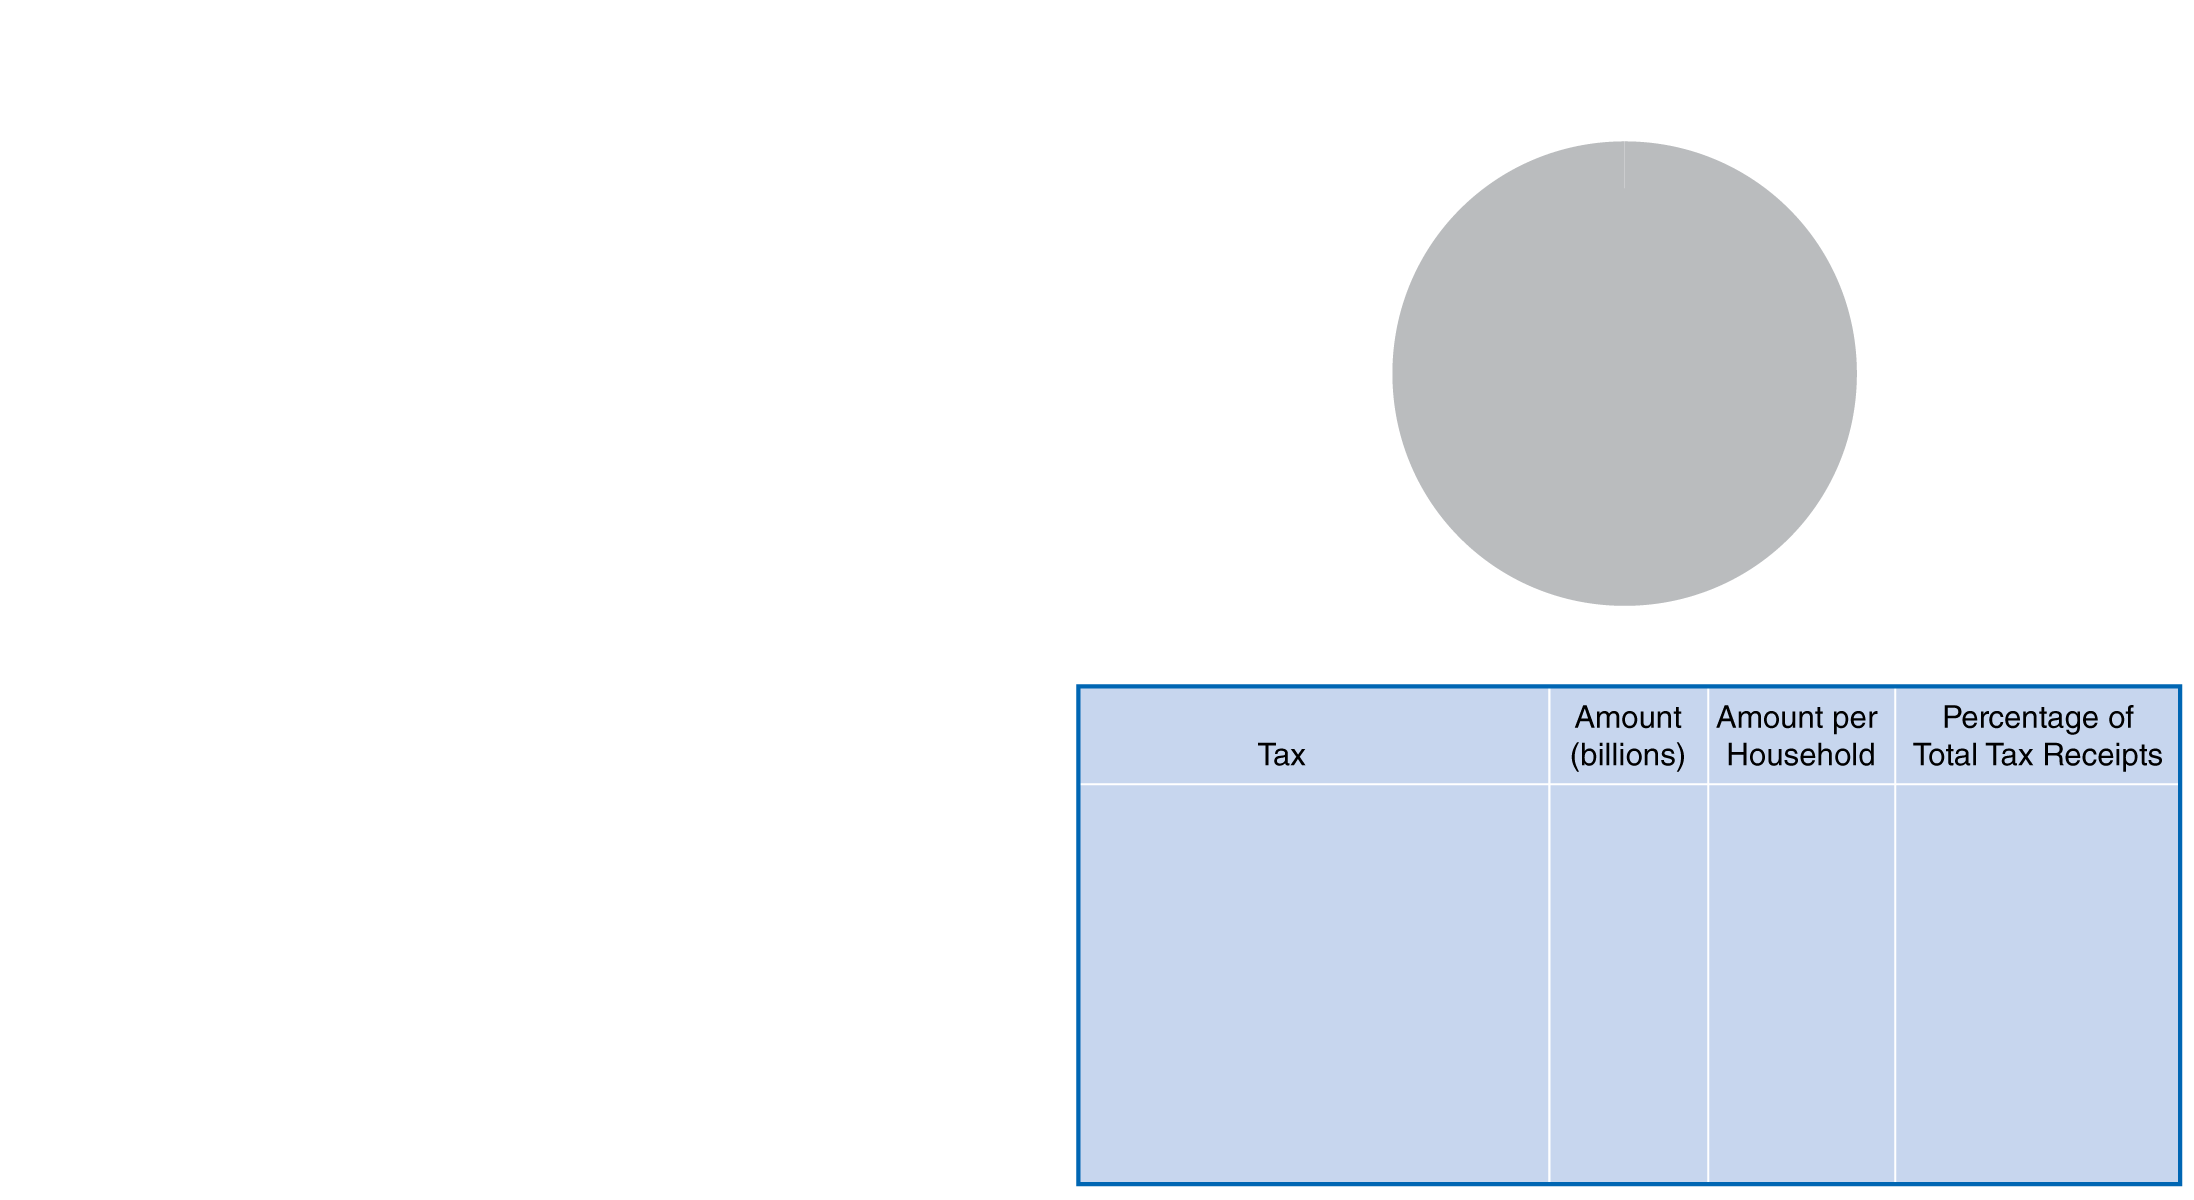 Tax
Amount
(billions)
Amount per
Household
Percentage of
Total Tax Receipts